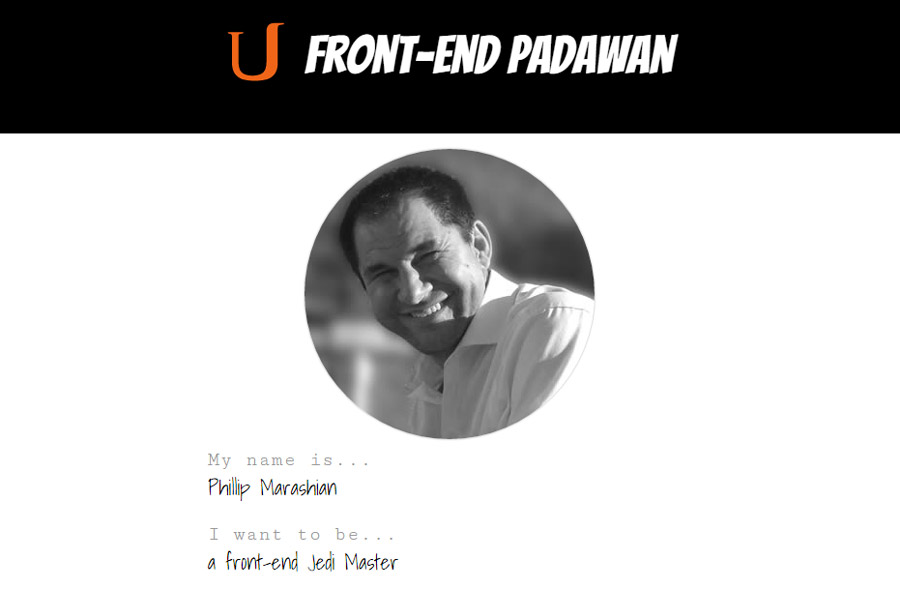 U FRONT-END PADAWAN
My name is...
Phillip Marashian
I want to be...
a front-end Jedi Master